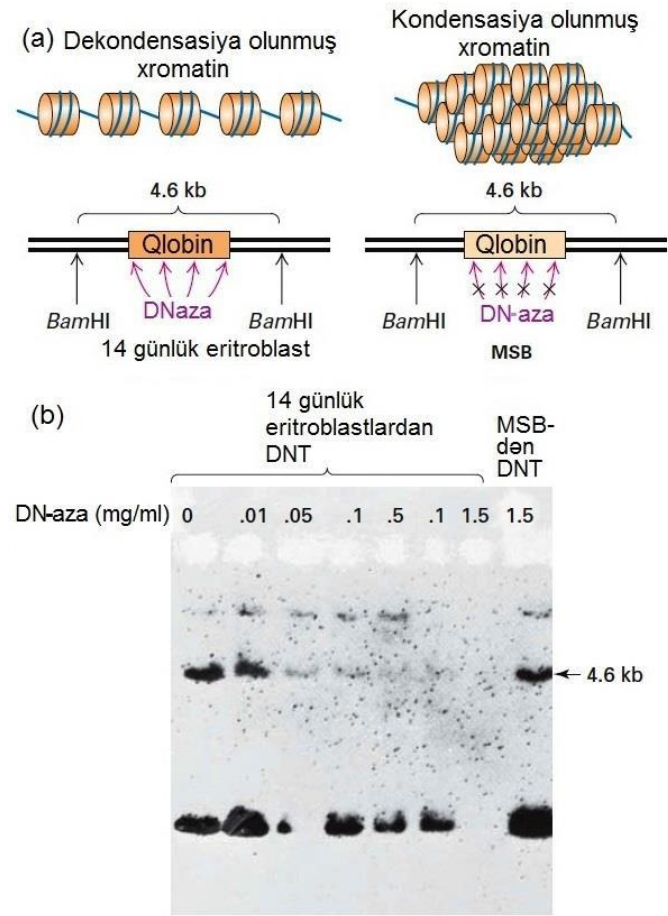 (a) Dekondensasiya olunmuş
xromatin
Kondensasiya olunmuş
xromatin
4.6 kb
4.6 kb
Qlobin
Qlobin
BamHI
DNaza
BamHI
BamHI
DN-aza
BamHI
14 günlük eritroblast
MSB
(b)
14 günlük
eritroblastlardan
DNT
MSB-
dən
DNT
DN-aza (mg/ml) 0 .01 .05 .1 .5 .1 1.5 1.5
4.6 kb